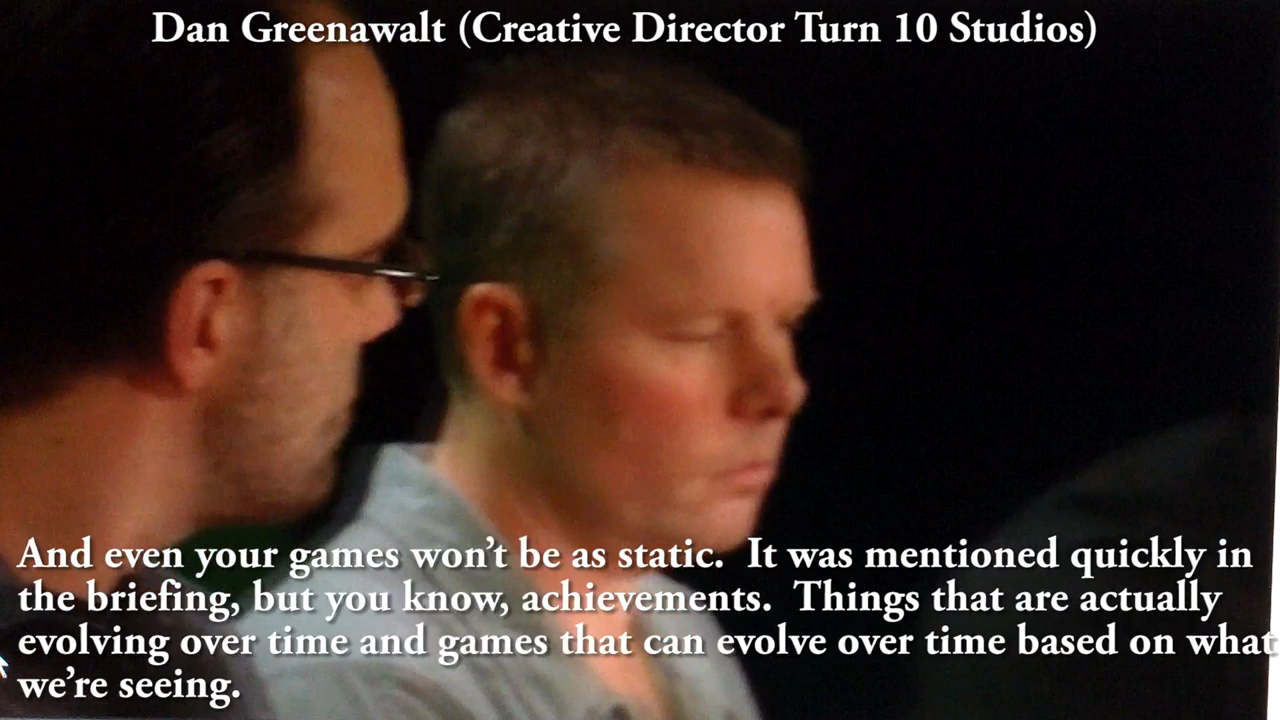 Dan Greenawalt (Creative Director Turn 10 Studios)
And even your games won't be as static.  It was mentioned quickly in
the briefing, but you know, achievements.  Things that are actually
evolving over time and games that can evolve over time based on what
we're seeing.